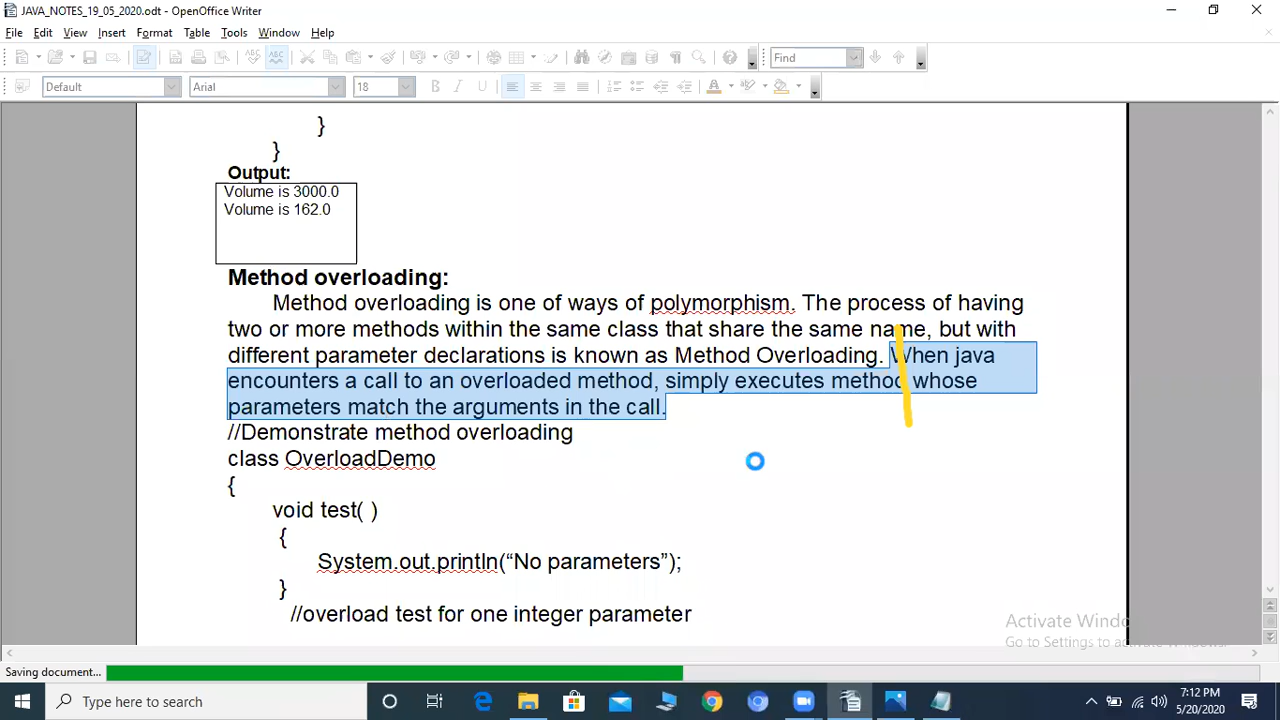 JAVA_NOTES_19_05_2020.odt - OpenOffice Writer
File Edit View Insert Format Table Tools Window Help
Find
Default Arial 18
}
}
Output:
Volume is 3000.0
Volume is 162.0
Method overloading:
Method overloading is one of ways of polymorphism. The process of having
two or more methods within the same class that share the same name, but with
different parameter declarations is known as Method Overloading. When java
encounters a call to an overloaded method, simply executes method whose
parameters match the arguments in the call.
//Demonstrate method overloading
class OverloadDemo
{
void test( )
{
System.out.println(“No parameters”);
}
//overload test for one integer parameter
Activate Windo
Go to Settings to activate Windows.
Saving document...
Type here to search
7:12 PM
5/20/2020